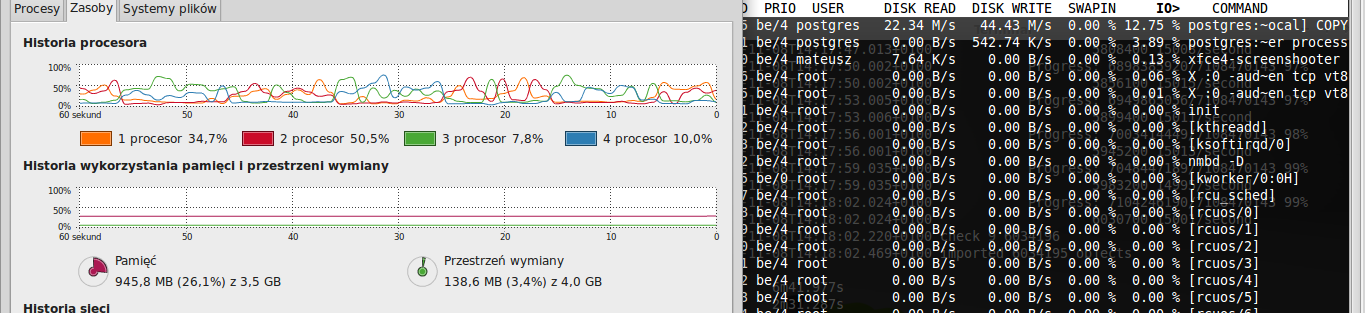 Procesy Zasoby Systemy plików
Historia procesora
100%
50%
0%
60 sekund 50 40 30 20 10 0
1 procesor 34,7% 2 procesor 50,5% 3 procesor 7,8% 4 procesor 10,0%
Historia wykorzystania pamięci i przestrzeni wymiany
100%
50%
0%
60 sekund 50 40 30 20 10 0
Pamięć
945,8 MB (26,1%) z 3,5 GB
Przestrzeń wymiany
138,6 MB (3,4%) z 4,0 GB
Historia sieci
PRIO USER DISK READ DISK WRITE SWAPIN IO> COMMAND
be/4 postgres 22.34 M/s 44.43 M/s 0.00 % 12.75 % postgres:~ocal] COPY
be/4 postgres 0.00 B/s 542.74 K/s 0.00 % 3.89 % postgres:~er process
be/4 mateusz 7.64 K/s 0.00 B/s 0.00 % 0.13 % xfce4-screenshooter
be/4 root 0.00 B/s 0.00 B/s 0.00 % 0.06 % X :0 -aud~en tcp vt8
be/4 root 0.00 B/s 0.00 B/s 0.00 % 0.01 % X :0 -aud~en tcp vt8
be/4 root 0.00 B/s 0.00 B/s 0.00 % 0.00 % init
be/4 root 0.00 B/s 0.00 B/s 0.00 % 0.00 % [kthreadd]
be/4 root 0.00 B/s 0.00 B/s 0.00 % 0.00 % [ksoftirqd/0]
be/4 root 0.00 B/s 0.00 B/s 0.00 % 0.00 % nmbd -D
be/0 root 0.00 B/s 0.00 B/s 0.00 % 0.00 % [kworker/0:0H]
be/4 root 0.00 B/s 0.00 B/s 0.00 % 0.00 % [rcu_sched]
be/4 root 0.00 B/s 0.00 B/s 0.00 % 0.00 % [rcuos/0]
be/4 root 0.00 B/s 0.00 B/s 0.00 % 0.00 % [rcuos/1]
be/4 root 0.00 B/s 0.00 B/s 0.00 % 0.00 % [rcuos/2]
be/4 root 0.00 B/s 0.00 B/s 0.00 % 0.00 % [rcuos/3]
be/4 root 0.00 B/s 0.00 B/s 0.00 % 0.00 % [rcuos/4]
be/4 root 0.00 B/s 0.00 B/s 0.00 % 0.00 % [rcuos/5]